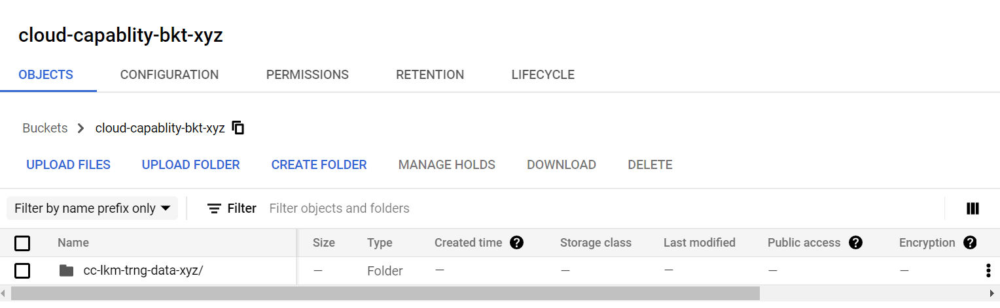 cloud-capablity-bkt-xyz
OBJECTS CONFIGURATION PERMISSIONS RETENTION LIFECYCLE
Buckets > cloud-capablity-bkt-xyz
UPLOAD FILES UPLOAD FOLDER CREATE FOLDER MANAGE HOLDS DOWNLOAD DELETE
Filter by name prefix only Filter Filter objects and folders
Name Size Type Created time ? Storage class Last modified Public access ? Encryption ?
cc-lkm-trng-data-xyz/ — Folder — — — — —